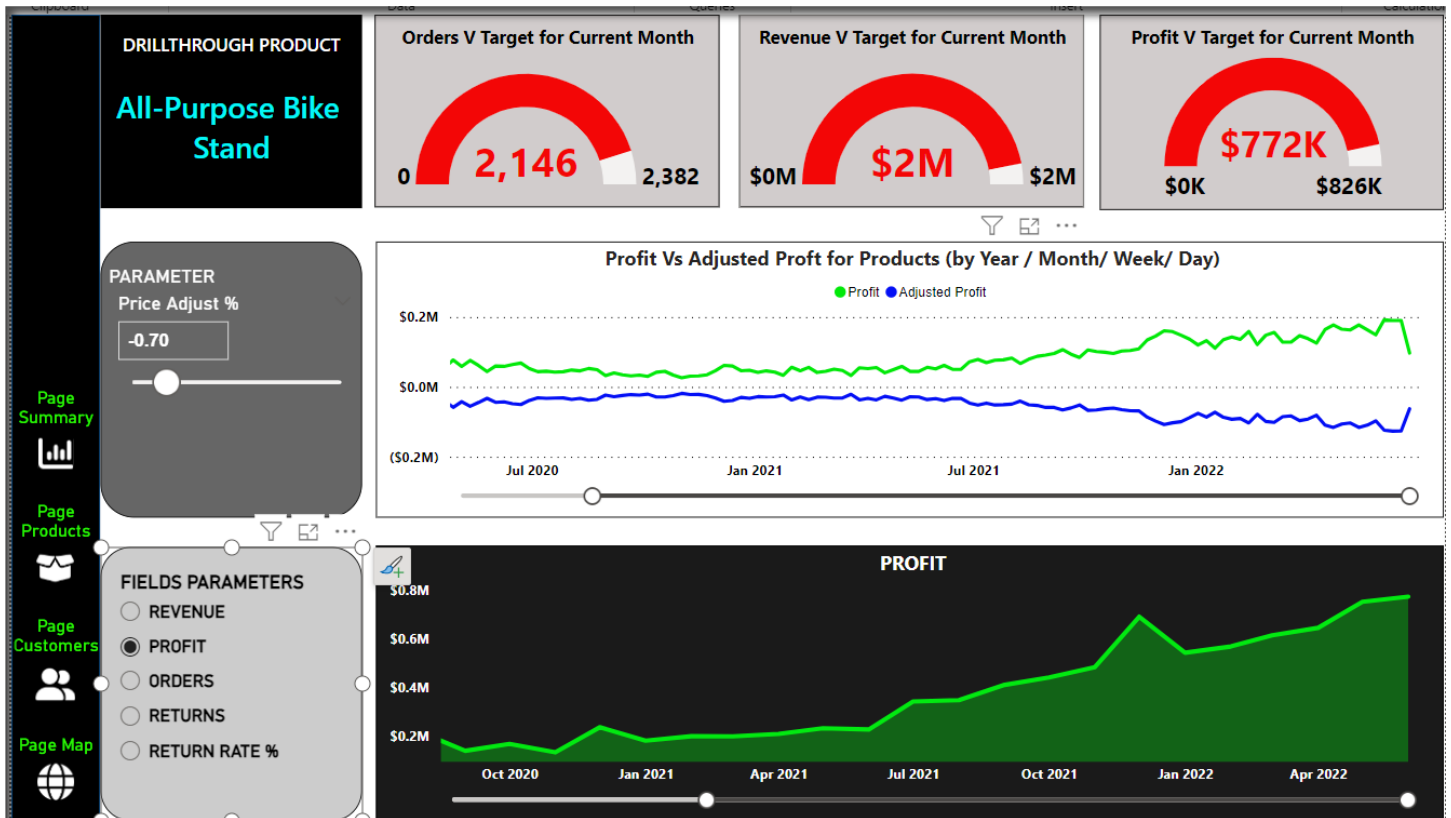 Clipboard
Data
Queries
Insert
DRILLTHROUGH PRODUCT
All-Purpose Bike
Stand
Orders V Target for Current Month
2,146
0
2,382
Revenue V Target for Current Month
$2M
$0M
$2M
Profit V Target for Current Month
$772K
$0K
$826K
PARAMETER
Price Adjust %
-0.70
Profit Vs Adjusted Proft for Products (by Year / Month/ Week/ Day)
Profit
Adjusted Profit
$0.2M
$0.0M
($0.2M)
Jul 2020
Jan 2021
Jul 2021
Jan 2022
Page
Summary
Page
Products
Page
Customers
Page Map
FIELDS PARAMETERS
REVENUE
PROFIT
ORDERS
RETURNS
RETURN RATE %
PROFIT
$0.8M
$0.6M
$0.4M
$0.2M
Oct 2020
Jan 2021
Apr 2021
Jul 2021
Oct 2021
Jan 2022
Apr 2022